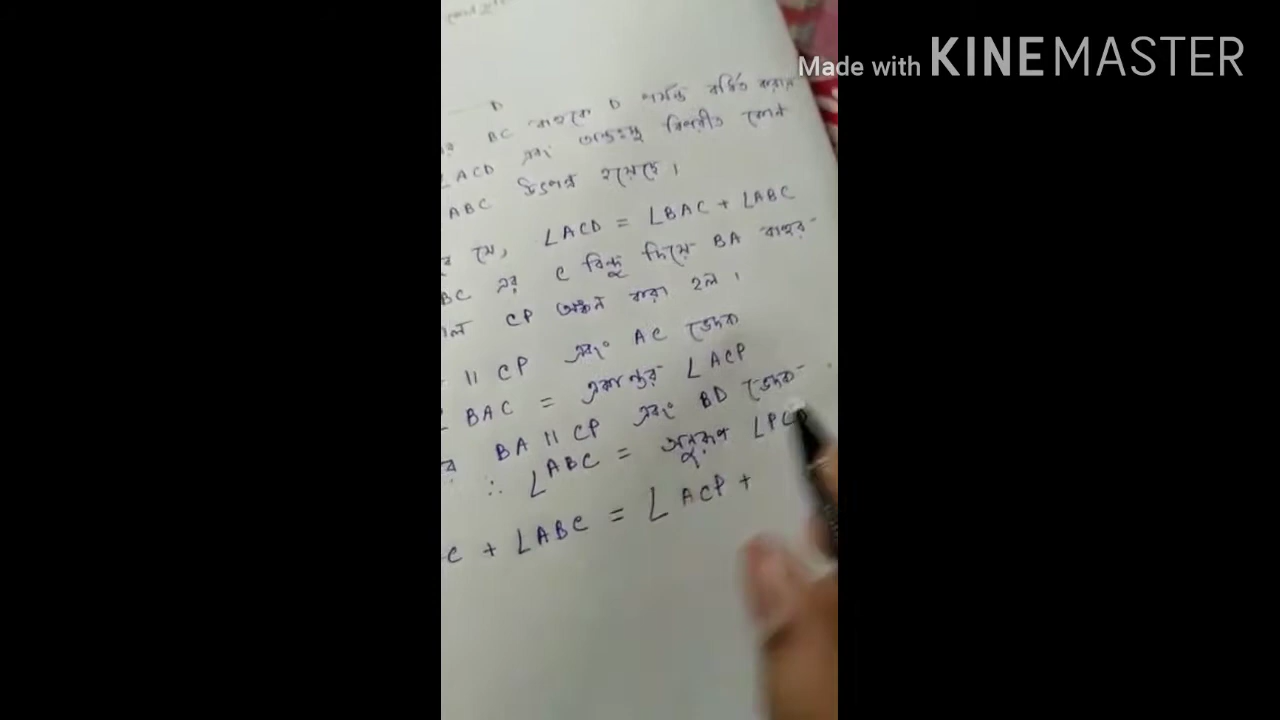 Made with KINEMASTER
D
BC বাহুকে D পর্যন্ত বর্ধিত করায়
∠ACD এবং অন্তঃস্থ বিপরীত কোন
ABC উৎপন্ন হয়েছে।
যে, ∠ACD = ∠BAC + ∠ABC
BC এর C বিন্দু দিয়ে BA বাহুর
CP অঙ্কন করা হল।
|| CP এবং AC ছেদক
BAC = একান্তর ∠ACP
BA || CP এবং BD ছেদক
∴ ∠ABC = অনুরূপ ∠PCD
C + ∠ABC = ∠ACP +